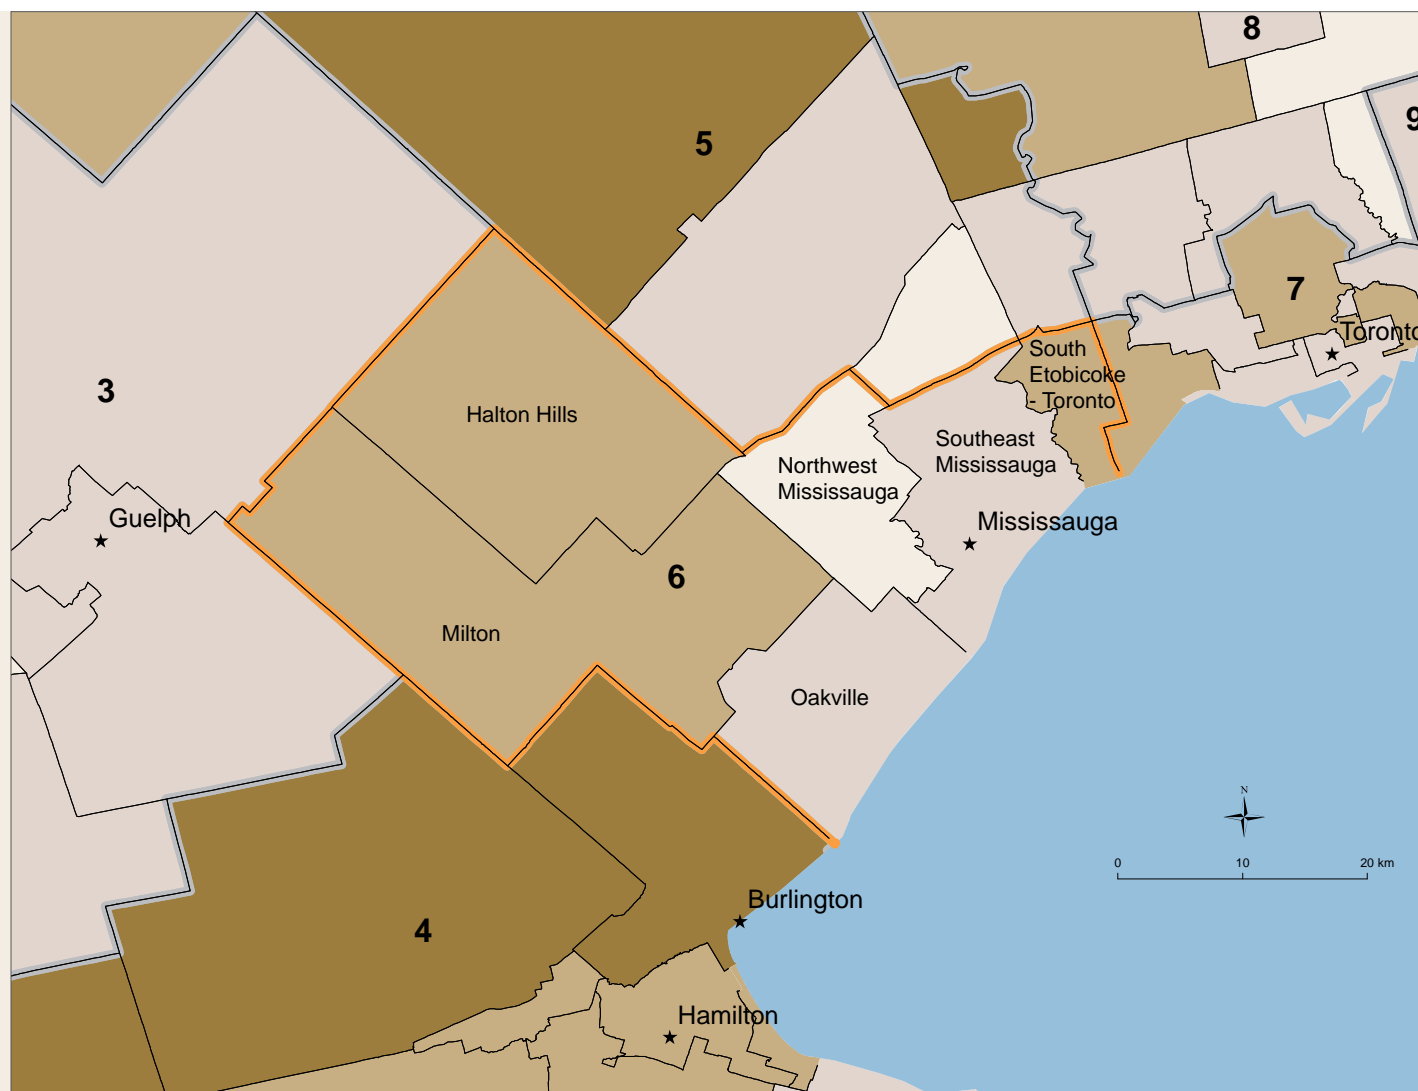 8
9
5
7
Toronto
South
Etobicoke
- Toronto
3
Halton Hills
Southeast
Mississauga
Northwest
Mississauga
Guelph
Mississauga
6
Milton
Oakville
N
0 10 20 km
Burlington
4
Hamilton